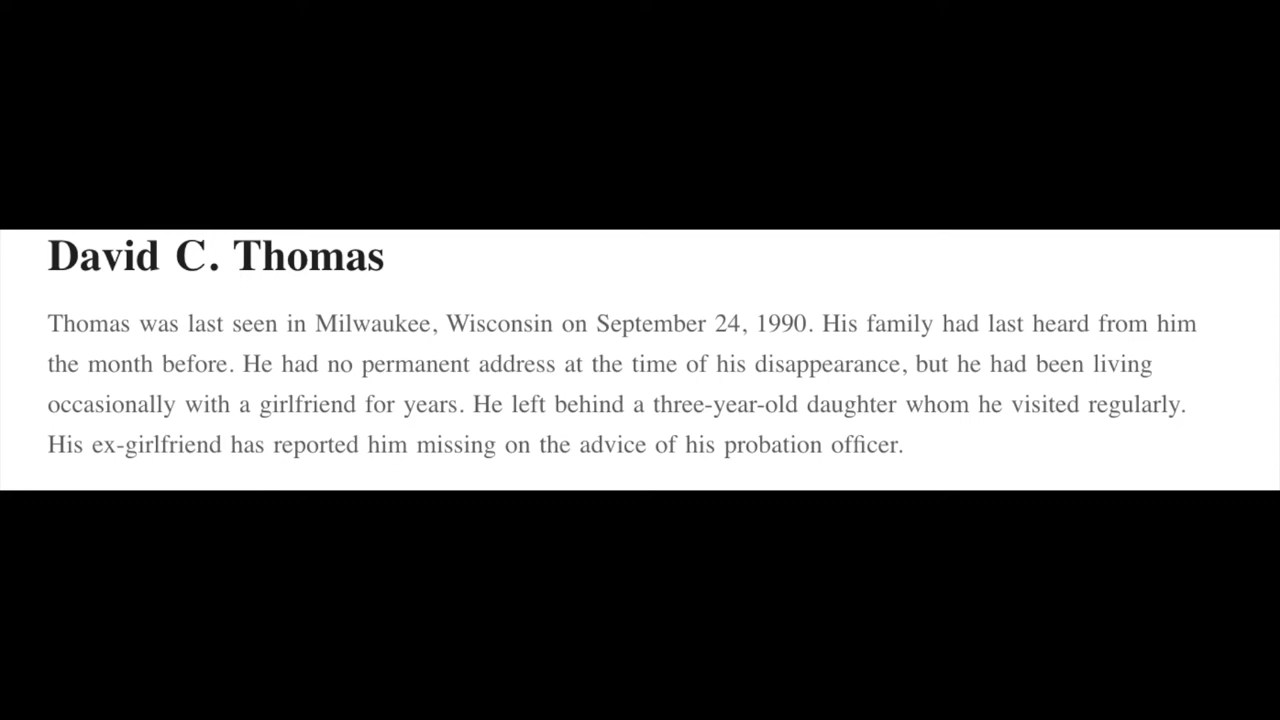 David C. Thomas
Thomas was last seen in Milwaukee, Wisconsin on September 24, 1990. His family had last heard from him
the month before. He had no permanent address at the time of his disappearance, but he had been living
occasionally with a girlfriend for years. He left behind a three-year-old daughter whom he visited regularly.
His ex-girlfriend has reported him missing on the advice of his probation officer.